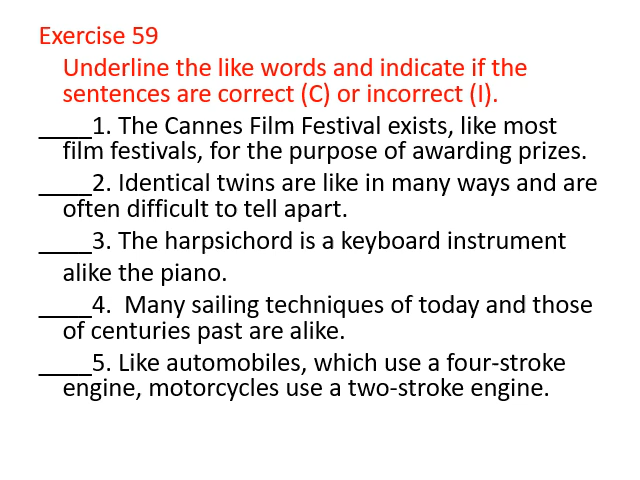 Exercise 59
Underline the like words and indicate if the
sentences are correct (C) or incorrect (I).
____1. The Cannes Film Festival exists, like most
film festivals, for the purpose of awarding prizes.
____2. Identical twins are like in many ways and are
often difficult to tell apart.
____3. The harpsichord is a keyboard instrument
alike the piano.
____4.  Many sailing techniques of today and those
of centuries past are alike.
____5. Like automobiles, which use a four-stroke
engine, motorcycles use a two-stroke engine.